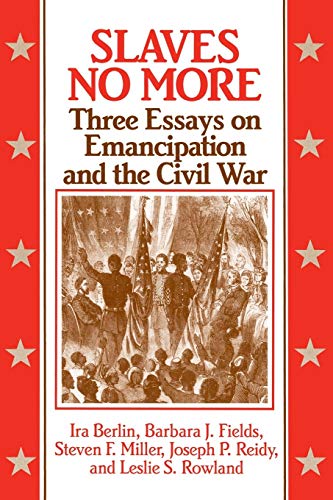 SLAVES
NO MORE
Three Essays on
Emancipation
and the Civil War
Ira Berlin, Barbara J. Fields,
Steven F. Miller, Joseph P. Reidy,
and Leslie S. Rowland